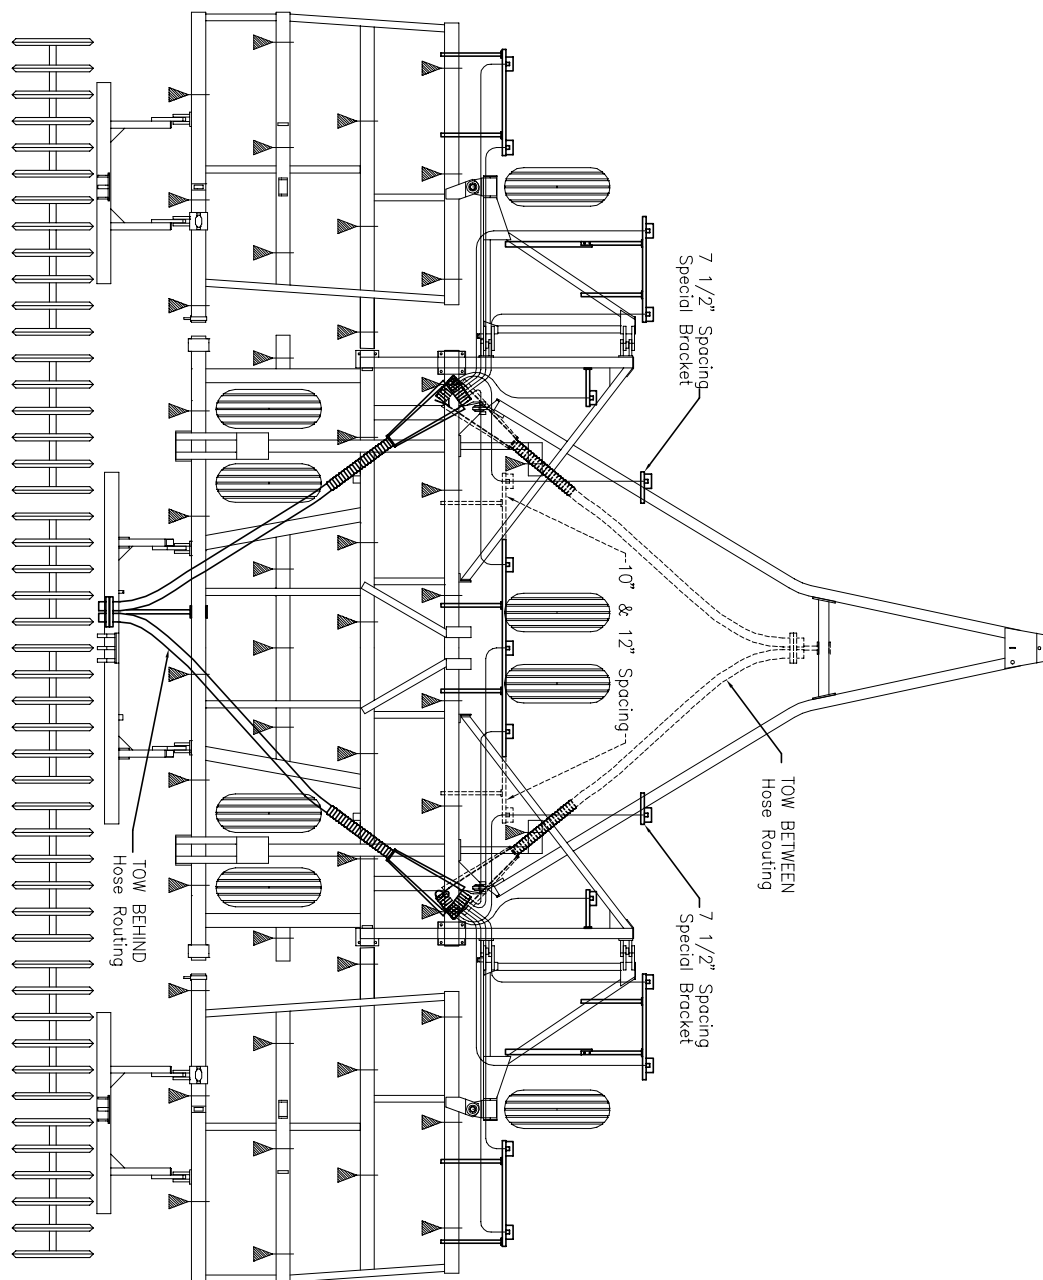 7 1/2" Spacing
Special Bracket
10" & 12" Spacing
TOW BETWEEN
Hose Routing
7 1/2" Spacing
Special Bracket
TOW BEHIND
Hose Routing